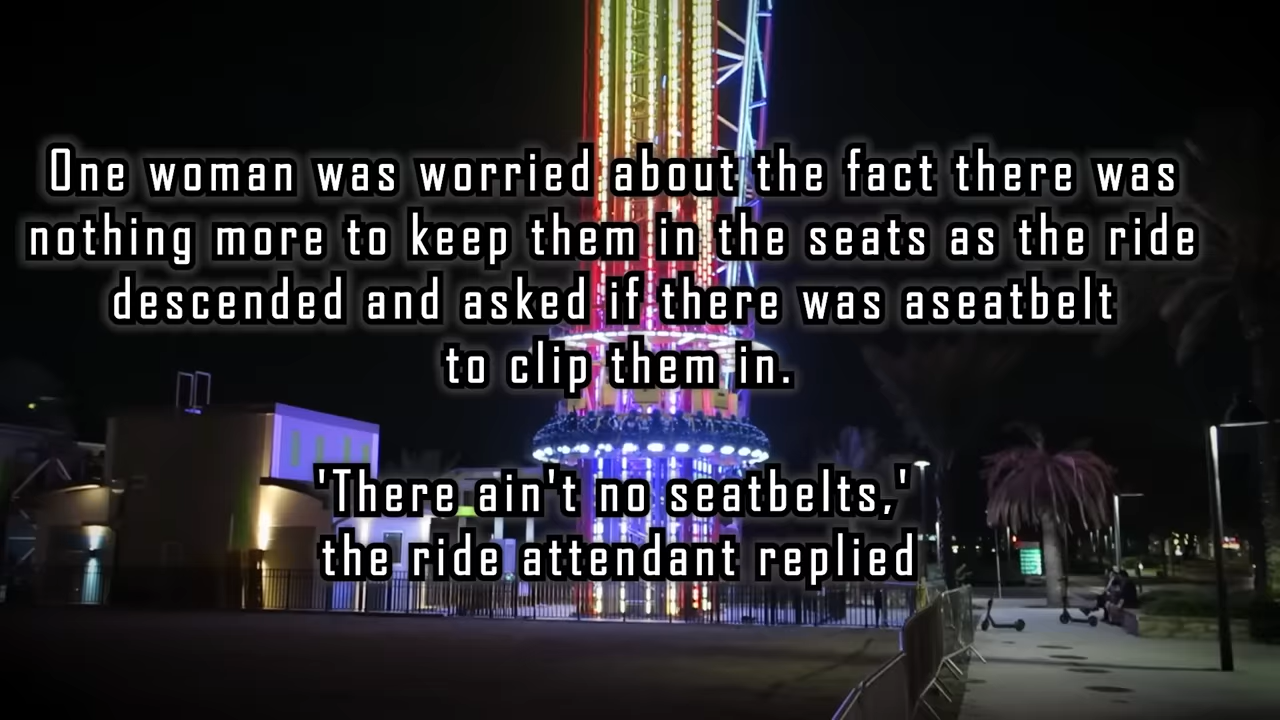 One woman was worried about the fact there was
nothing more to keep them in the seats as the ride
descended and asked if there was aseatbelt
to clip them in.
'There ain't no seatbelts,'
the ride attendant replied